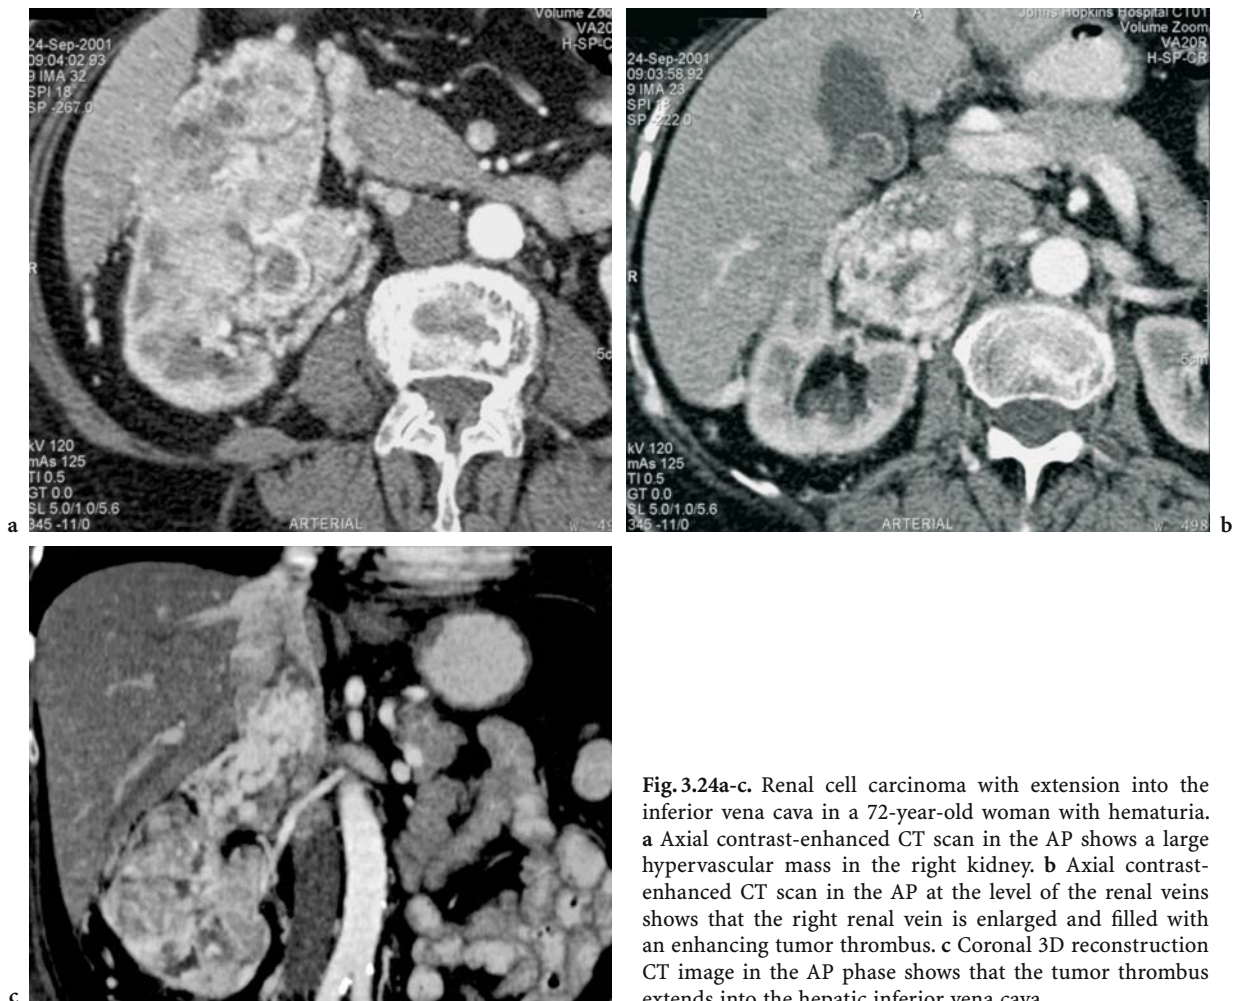 Volume Zoo
VA20
H-SP-C
24-Sep-2001
09:04:02.93
9 IMA 32
SPI 18
SP -267.0
R
5c
kV 120
mAs 125
TI 0.5
GT 0.0
SL 5.0/1.0/5.6
345 -11/0
ARTERIAL
W 49
a
A
Johns Hopkins Hospital CT01
Volume Zoom
VA20R
H-SP-GR
24-Sep-2001
09:03:58.92
9 IMA 23
SPI 18
SP -222.0
R
5cm
kV 120
mAs 125
TI 0.5
GT 0.0
SL 5.0/1.0/5.6
345 -11/0
ARTERIAL
W 498
b
c
Fig. 3.24a-c. Renal cell carcinoma with extension into the
inferior vena cava in a 72-year-old woman with hematuria.
a Axial contrast-enhanced CT scan in the AP shows a large
hypervascular mass in the right kidney. b Axial contrast-
enhanced CT scan in the AP at the level of the renal veins
shows that the right renal vein is enlarged and filled with
an enhancing tumor thrombus. c Coronal 3D reconstruction
CT image in the AP phase shows that the tumor thrombus
extends into the hepatic inferior vena cava